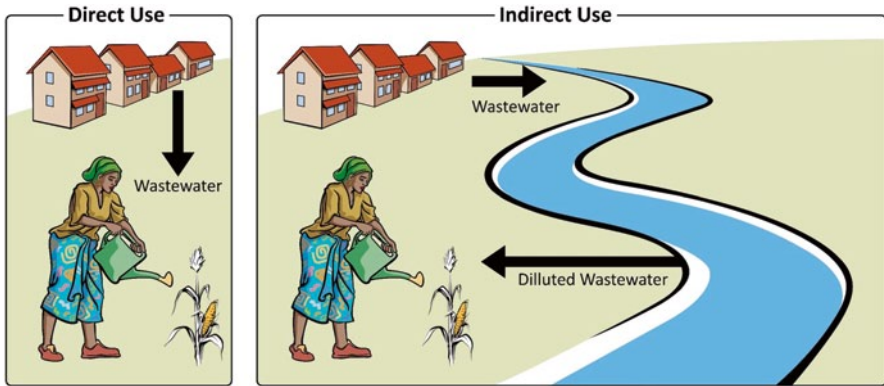 Direct Use
Wastewater
Indirect Use
Wastewater
Dilluted Wastewater